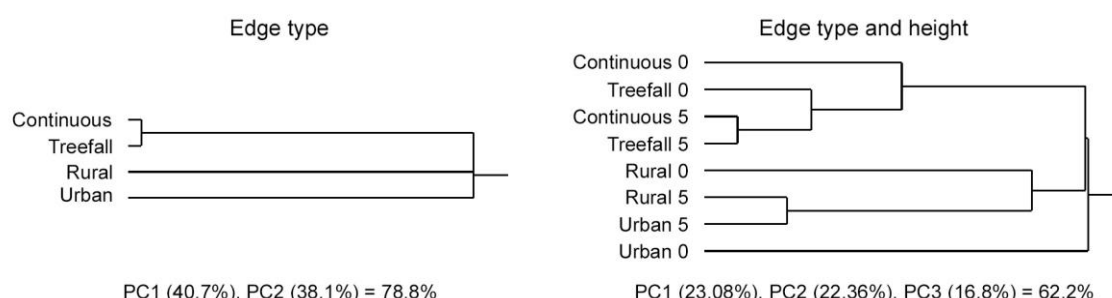 Edge type
Continuous
Treefall
Rural
Urban
PC1 (40.7%), PC2 (38.1%) = 78.8%
Edge type and height
Continuous 0
Treefall 0
Continuous 5
Treefall 5
Rural 0
Rural 5
Urban 5
Urban 0
PC1 (23.08%), PC2 (22.36%), PC3 (16.8%) = 62.2%